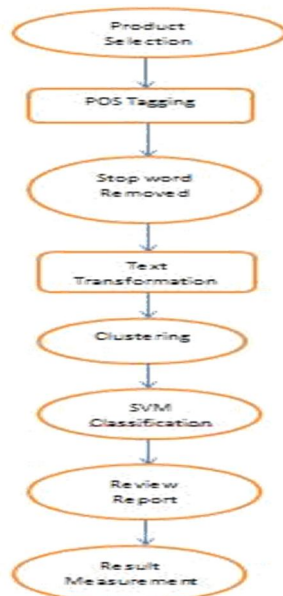 Product
Selection
POS Tagging
Stop word
Removed
Text
Transformation
Clustering
SVM
Classification
Review
Report
Result
Measurement